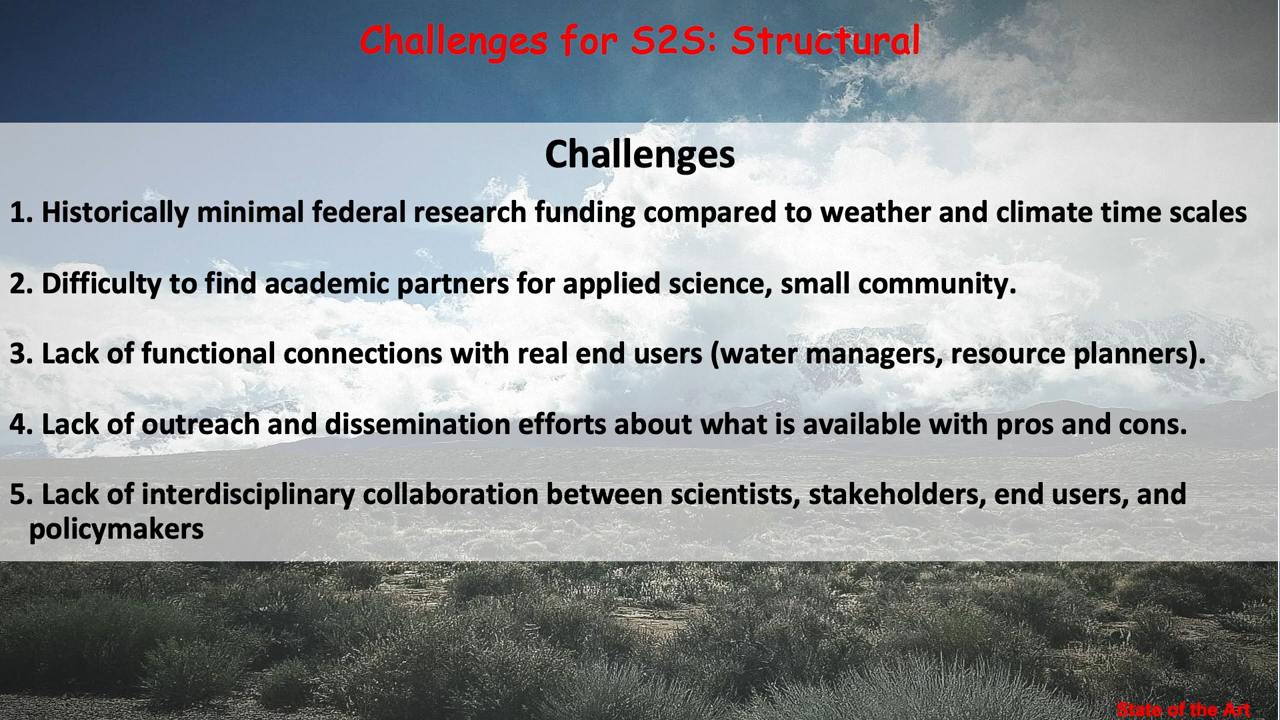 Challenges for S2S: Structural
Challenges
1. Historically minimal federal research funding compared to weather and climate time scales
2. Difficulty to find academic partners for applied science, small community.
3. Lack of functional connections with real end users (water managers, resource planners).
4. Lack of outreach and dissemination efforts about what is available with pros and cons.
5. Lack of interdisciplinary collaboration between scientists, stakeholders, end users, and
policymakers
State of the Art